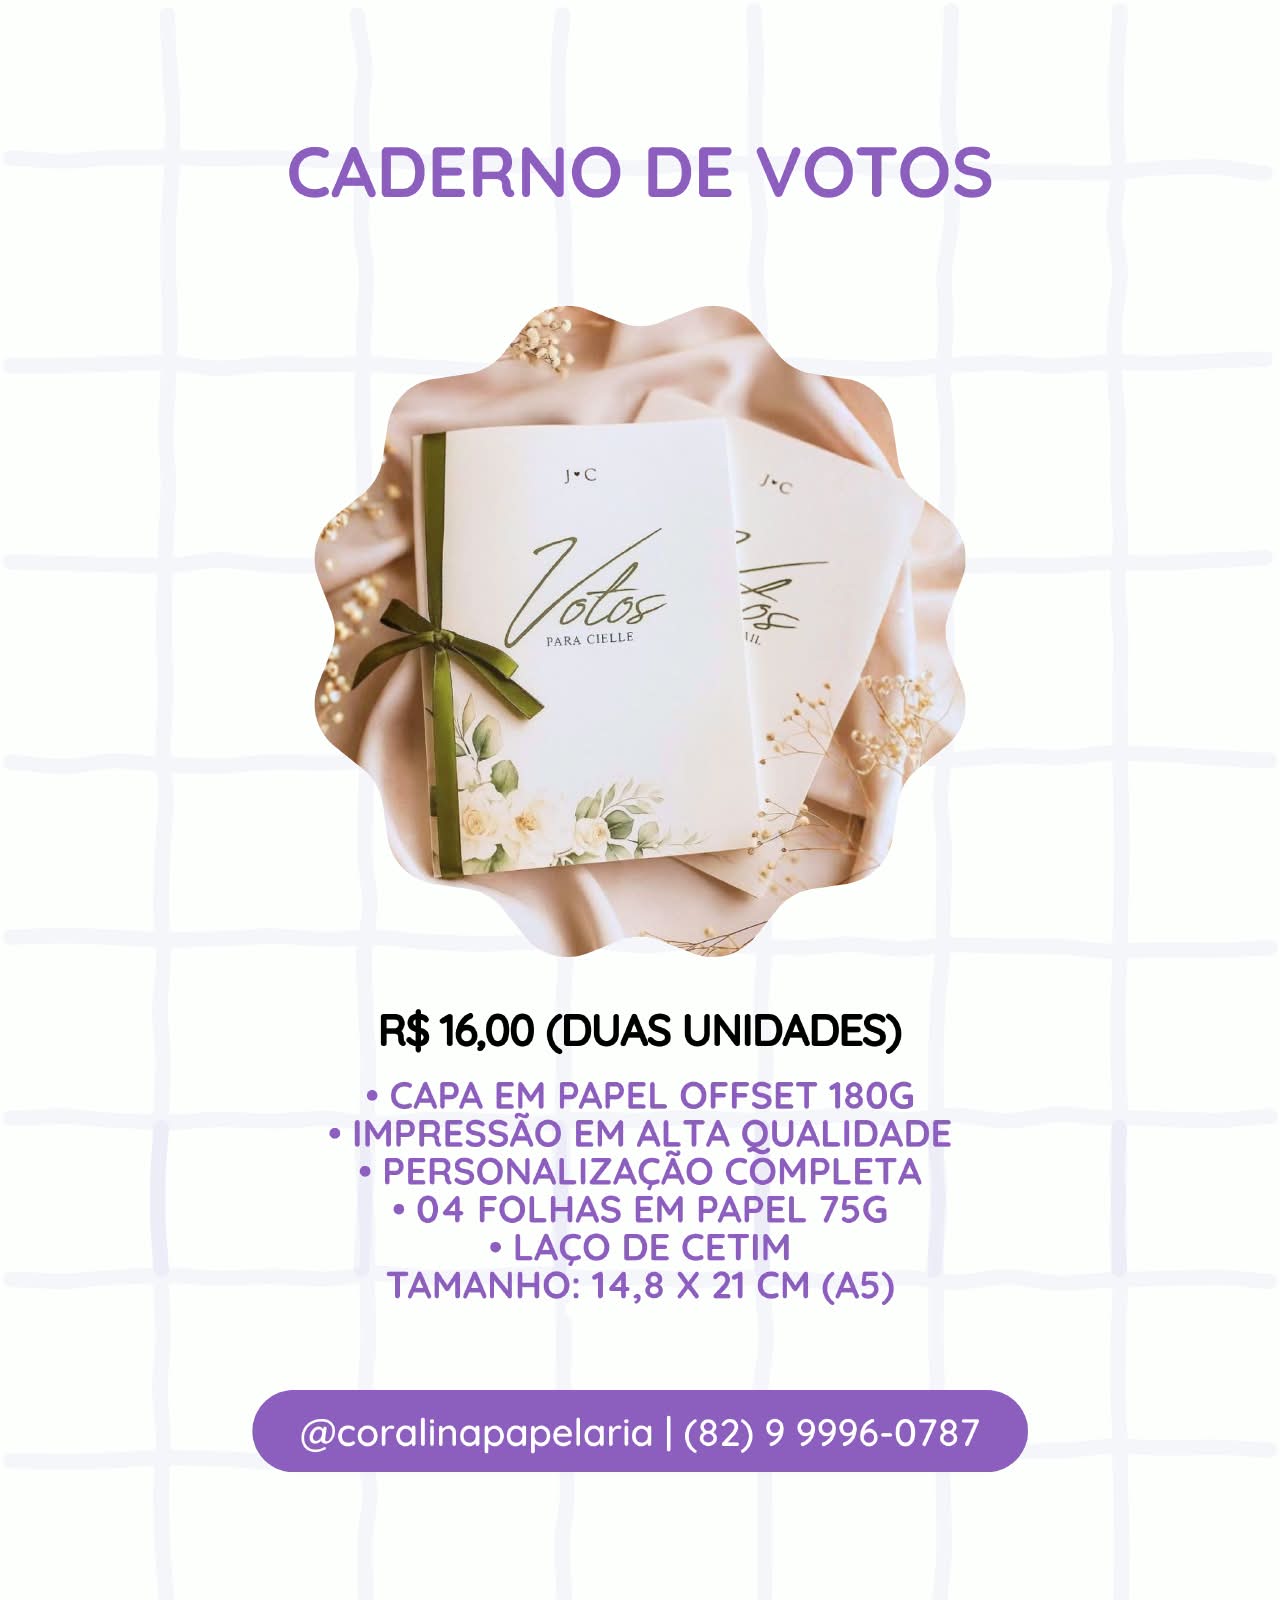 CADERNO DE VOTOS
J♥C
Votos
PARA CIELLE
J♥C
R$ 16,00 (DUAS UNIDADES)
• CAPA EM PAPEL OFFSET 180G
• IMPRESSÃO EM ALTA QUALIDADE
• PERSONALIZAÇÃO COMPLETA
• 04 FOLHAS EM PAPEL 75G
• LAÇO DE CETIM
TAMANHO: 14,8 X 21 CM (A5)
@coralinapapelaria | (82) 9 9996-0787